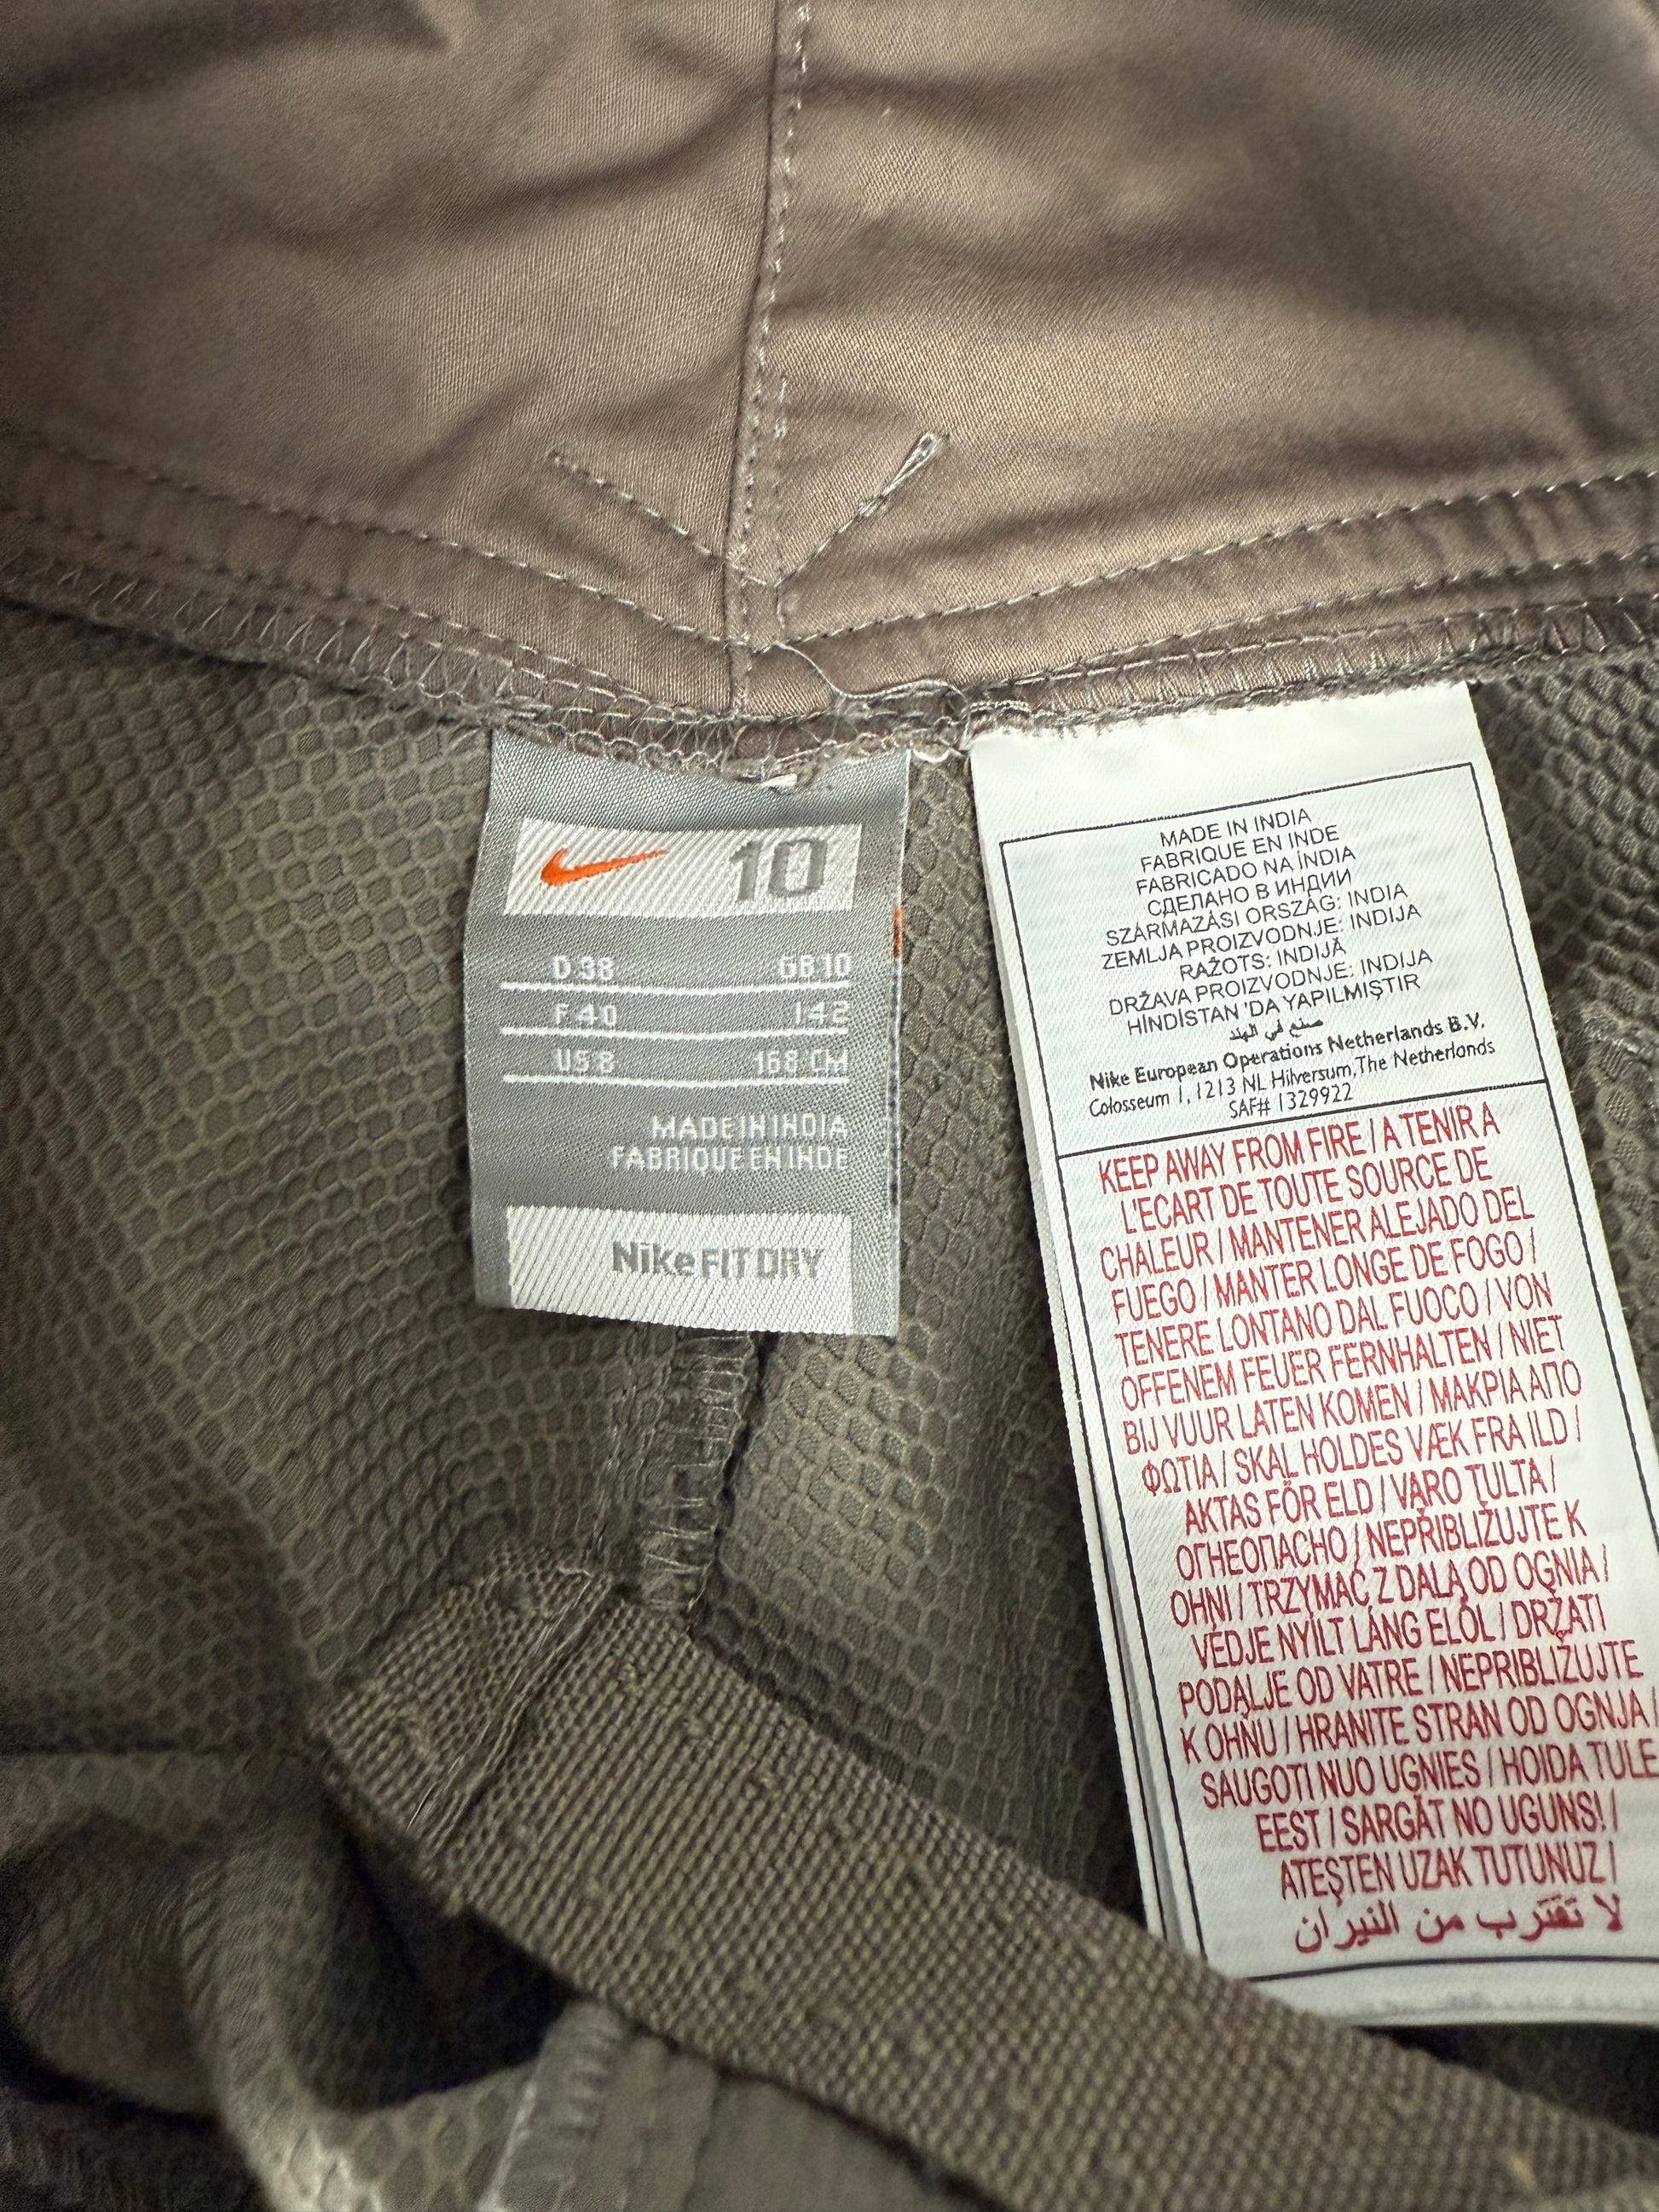 10
D 38 GB 10
F 40 I 42
US 8 168 CM
MADE IN INDIA
FABRIQUE EN INDE
Nike FIT DRY
MADE IN INDIA
FABRIQUE EN INDE
FABRICADO NA ÍNDIA
СДЕЛАНО В ИНДИИ
SZÁRMAZÁSI ORSZÁG: INDIA
ZEMLJA PROIZVODNJE: INDIJA
RAŽOTS: INDIJĀ
DRŽAVA PROIZVODNJE: INDIJA
HINDISTAN 'DA YAPILMIŞTIR
صنع في الهند
Nike European Operations Netherlands B.V.
Colosseum 1, 1213 NL Hilversum, The Netherlands
SAF# 1329922
KEEP AWAY FROM FIRE / A TENIR A
L'ECART DE TOUTE SOURCE DE
CHALEUR / MANTENER ALEJADO DEL
FUEGO / MANTER LONGE DE FOGO /
TENERE LONTANO DAL FUOCO / VON
OFFENEM FEUER FERNHALTEN / NIET
BIJ VUUR LATEN KOMEN / ΜΑΚΡΙΑ ΑΠΟ
ΦΩΤΙΑ / SKAL HOLDES VÆK FRA ILD /
AKTAS FÖR ELD / VARO TULTA /
ОГНЕОПАСНО / NEPŘIBLIŽUJTE K
OHNI / TRZYMAĆ Z DALA OD OGNIA /
VÉDJE NYÍLT LÁNG ELŐL / DRŽATI
PODALJE OD VATRE / NEPRIBLIŽUJTE
K OHŇU / HRANITE STRAN OD OGNJA /
SAUGOTI NUO UGNIES / HOIDA TULE
EEST / SARGĀT NO UGUNS! /
ATEŞTEN UZAK TUTUNUZ /
لا تقترب من النيران